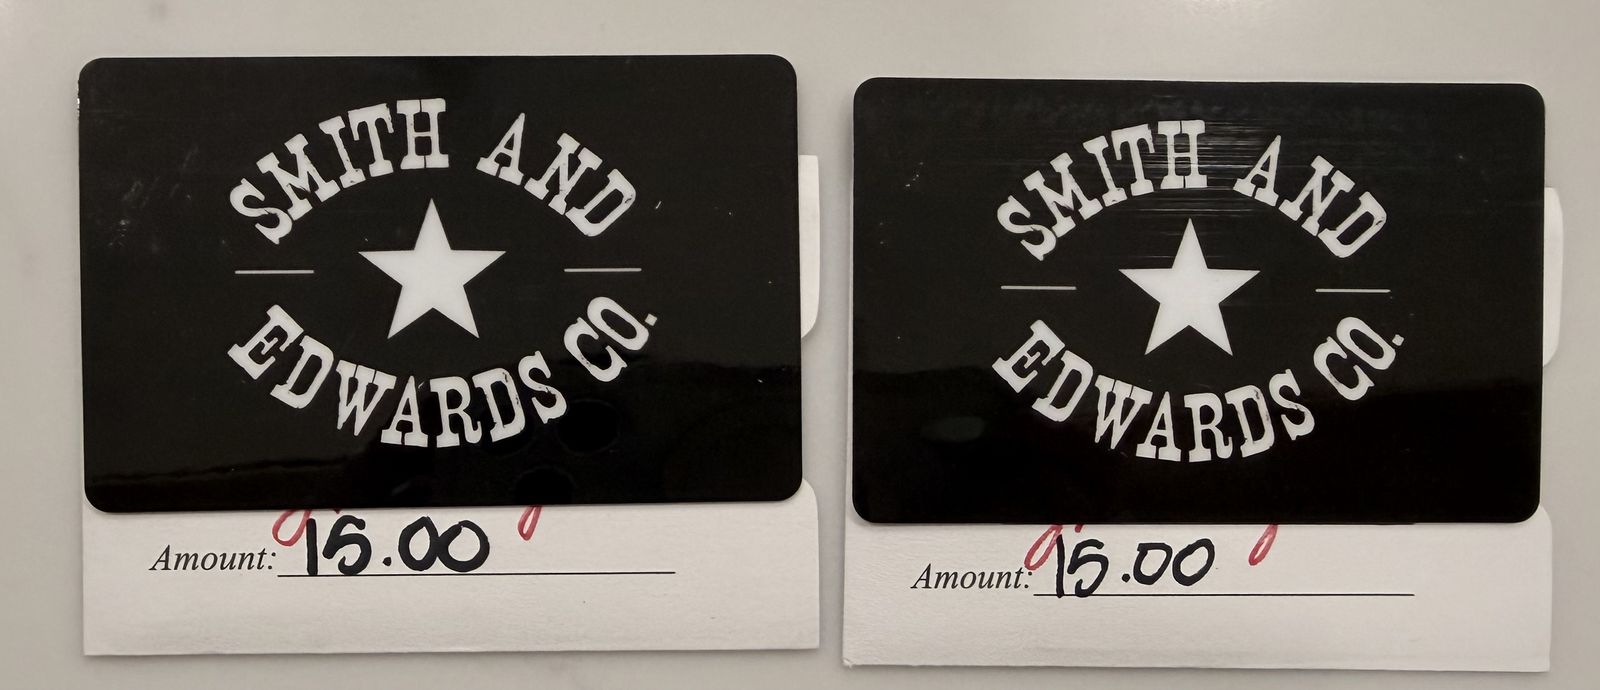 SMITH AND
EDWARDS CO.
Amount: 15.00
SMITH AND
EDWARDS CO.
Amount: 15.00